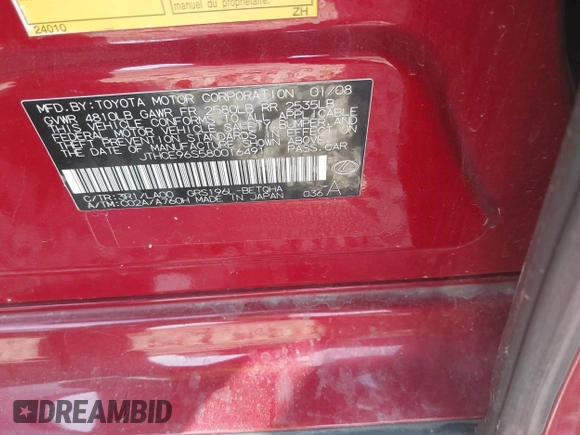 manuel du propriétaire.
24010
ZH
MFD. BY: TOYOTA MOTOR CORPORATION 01/08
GVWR 4810LB GAWR FR 2580LB RR 2535LB
THIS VEHICLE CONFORMS TO ALL APPLICABLE
FEDERAL MOTOR VEHICLE SAFETY, BUMPER, AND
THEFT PREVENTION STANDARDS IN EFFECT ON
THE DATE OF MANUFACTURE SHOWN ABOVE.
JTHCE96S580016491 PASS. CAR
C/TR: 3R1/LA00 GRS196L-BETQHA
A/TM: C02A/A760H MADE IN JAPAN 036 A
DREAMBID